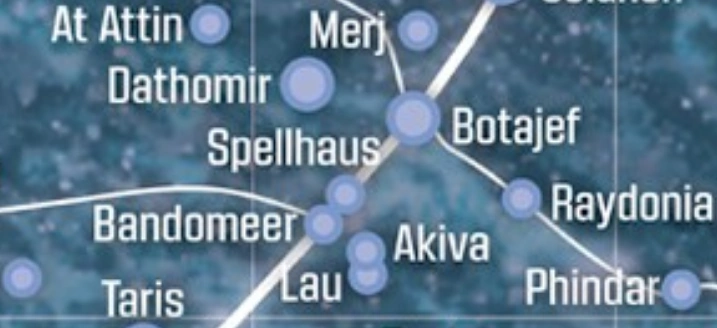 At Attin
Merj
Dathomir
Botajef
Spellhaus
Raydonia
Bandomeer
Akiva
Lau
Phindar
Taris